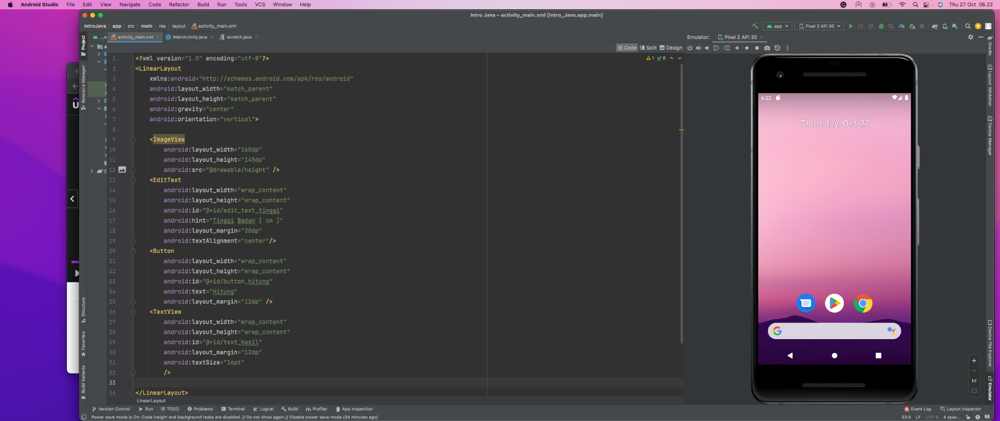 Android Studio File Edit View Navigate Code Refactor Build Run Tools VCS Window Help
Thu 27 Oct 06.22
Intro Java – activity_main.xml [Intro_Java.app.main]
IntroJava app src main res layout activity_main.xml
app Pixel 2 API 30
Project
Resource Manager
Structure
Favorites
Build Variants
... activity_main.xml MainActivity.java scratch.java
Code Split Design
1 6
1 <?xml version="1.0" encoding="utf-8"?>
2 <LinearLayout
3 xmlns:android="http://schemas.android.com/apk/res/android"
4 android:layout_width="match_parent"
5 android:layout_height="match_parent"
6 android:gravity="center"
7 android:orientation="vertical">
8
9 <ImageView
10 android:layout_width="160dp"
11 android:layout_height="145dp"
12 android:src="@drawable/height" />
13 <EditText
14 android:layout_width="wrap_content"
15 android:layout_height="wrap_content"
16 android:id="@+id/edit_text_tinggi"
17 android:hint="Tinggi Badan [ cm ]"
18 android:layout_margin="30dp"
19 android:textAlignment="center"/>
20 <Button
21 android:layout_width="wrap_content"
22 android:layout_height="wrap_content"
23 android:id="@+id/button_hitung"
24 android:text="Hitung"
25 android:layout_margin="12dp" />
26 <TextView
27 android:layout_width="wrap_content"
28 android:layout_height="wrap_content"
29 android:id="@+id/text_hasil"
30 android:layout_margin="12dp"
31 android:textSize="16pt"
32 />
33
34 </LinearLayout>
LinearLayout
Emulator: Pixel 2 API 30
6:22
Thursday, Oct 27
1:1
Gradle
Layout Validation
Device Manager
Device File Explorer
Emulator
Version Control Run TODO Problems Terminal Logcat Build Profiler App Inspection
5 Event Log Layout Inspector
Power save mode is On: Code insight and background tasks are disabled. // Do not show again // Disable power save mode (34 minutes ago)
33:5 LF UTF-8 4 spac...